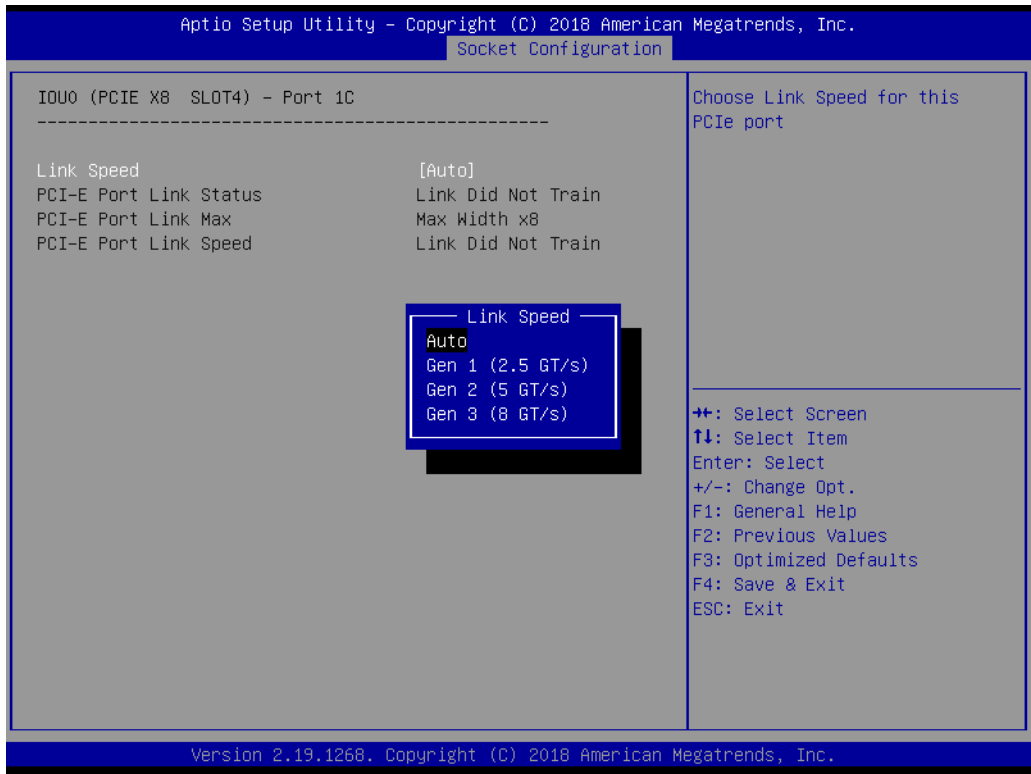 Aptio Setup Utility – Copyright (C) 2018 American Megatrends, Inc.
Socket Configuration
IOU0 (PCIE X8  SLOT4) – Port 1C
--------------------------------------------------
Link Speed [Auto]
PCI-E Port Link Status Link Did Not Train
PCI-E Port Link Max Max Width x8
PCI-E Port Link Speed Link Did Not Train
Link Speed
Auto
Gen 1 (2.5 GT/s)
Gen 2 (5 GT/s)
Gen 3 (8 GT/s)
Choose Link Speed for this
PCIe port
→←: Select Screen
↑↓: Select Item
Enter: Select
+/-: Change Opt.
F1: General Help
F2: Previous Values
F3: Optimized Defaults
F4: Save & Exit
ESC: Exit
Version 2.19.1268. Copyright (C) 2018 American Megatrends, Inc.